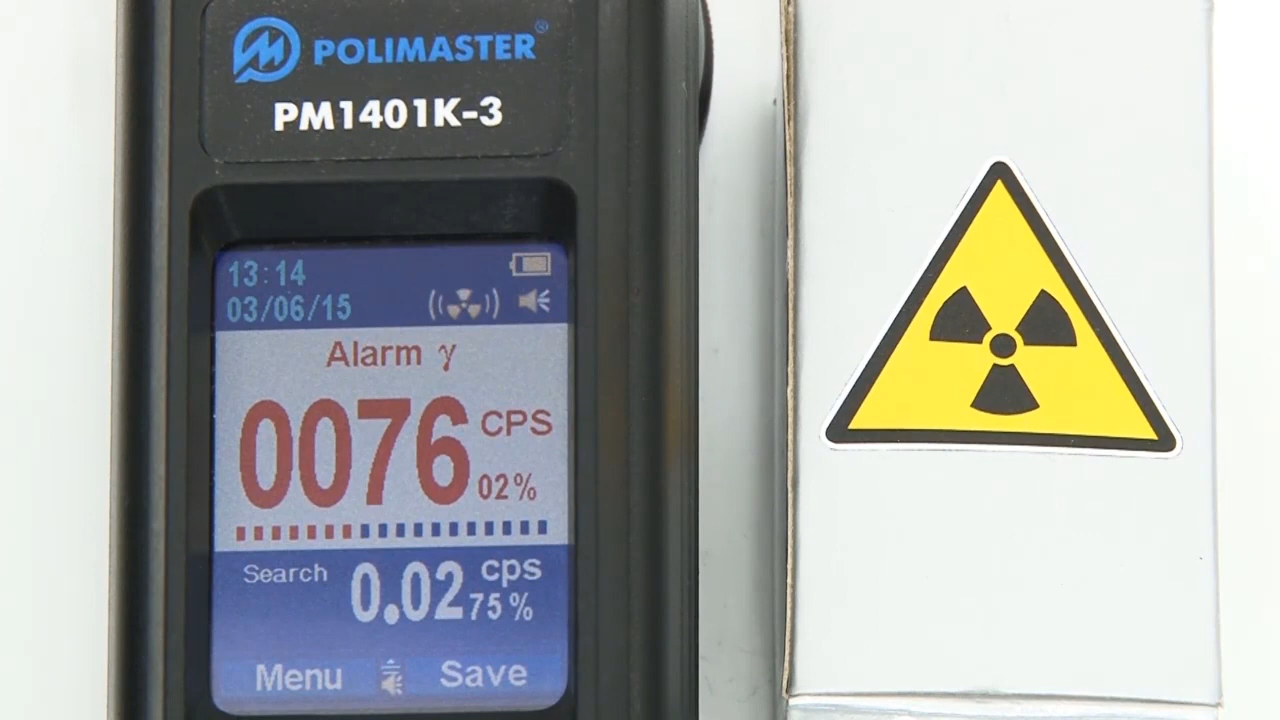 POLIMASTER®
PM1401K-3
13:14
03/06/15
Alarm γ
0076 CPS
02%
Search 0.02 cps
75%
Menu Save